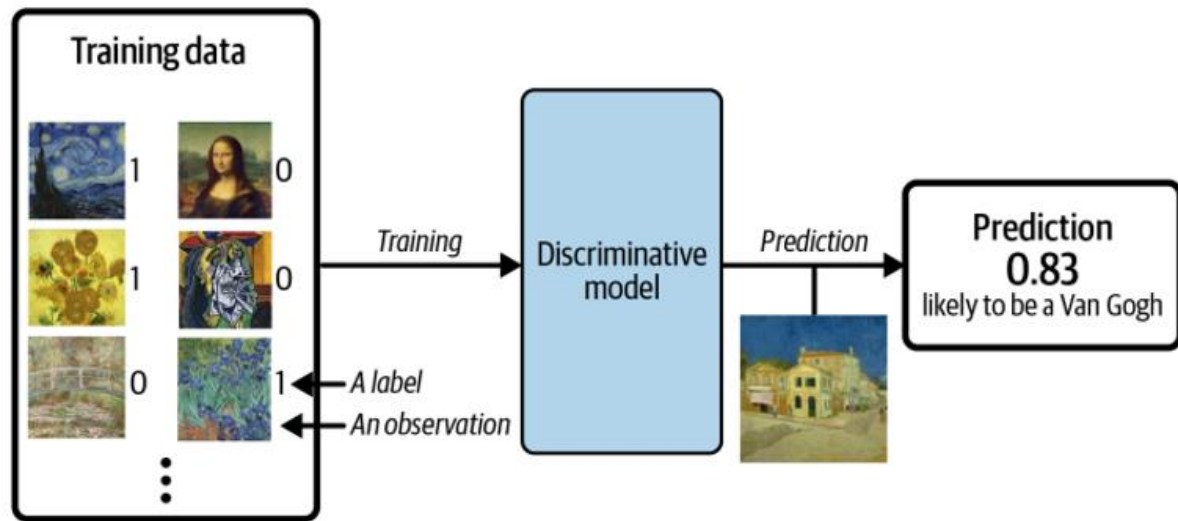 Training data
1
0
1
0
0
1
A label
An observation
Training
Discriminative
model
Prediction
Prediction
0.83
likely to be a Van Gogh